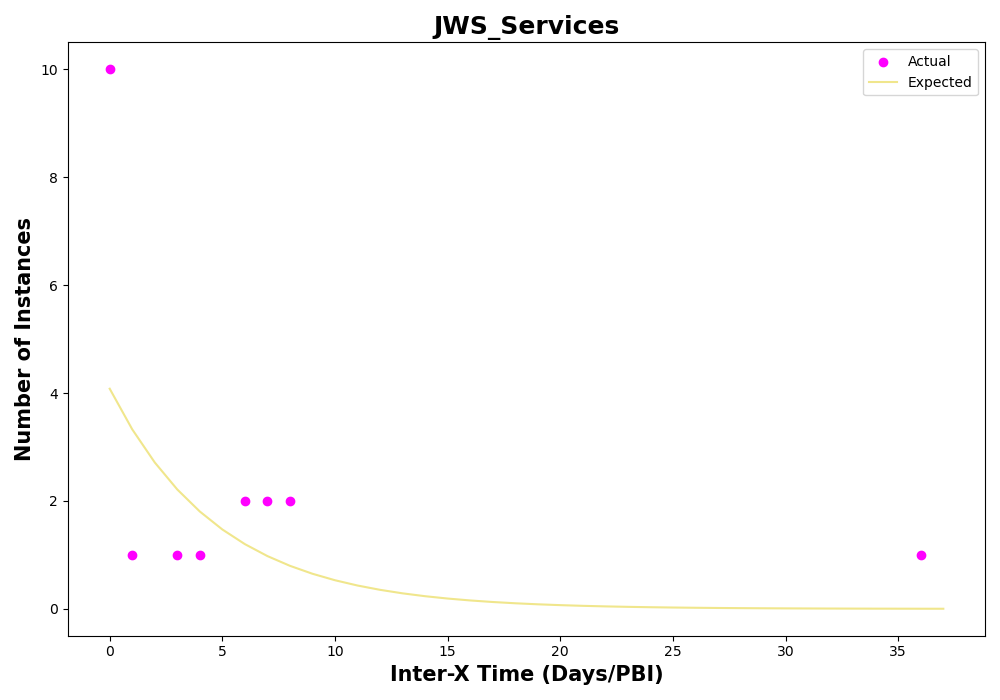 JWS_Services
Actual
Expected
Number of Instances
10
8
6
4
2
0
0 5 10 15 20 25 30 35
Inter-X Time (Days/PBI)